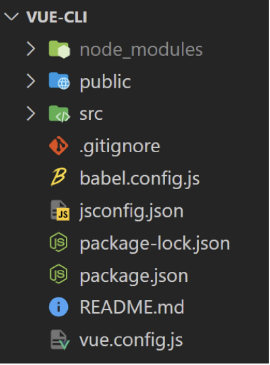 VUE-CLI
node_modules
public
src
.gitignore
babel.config.js
jsconfig.json
package-lock.json
package.json
README.md
vue.config.js